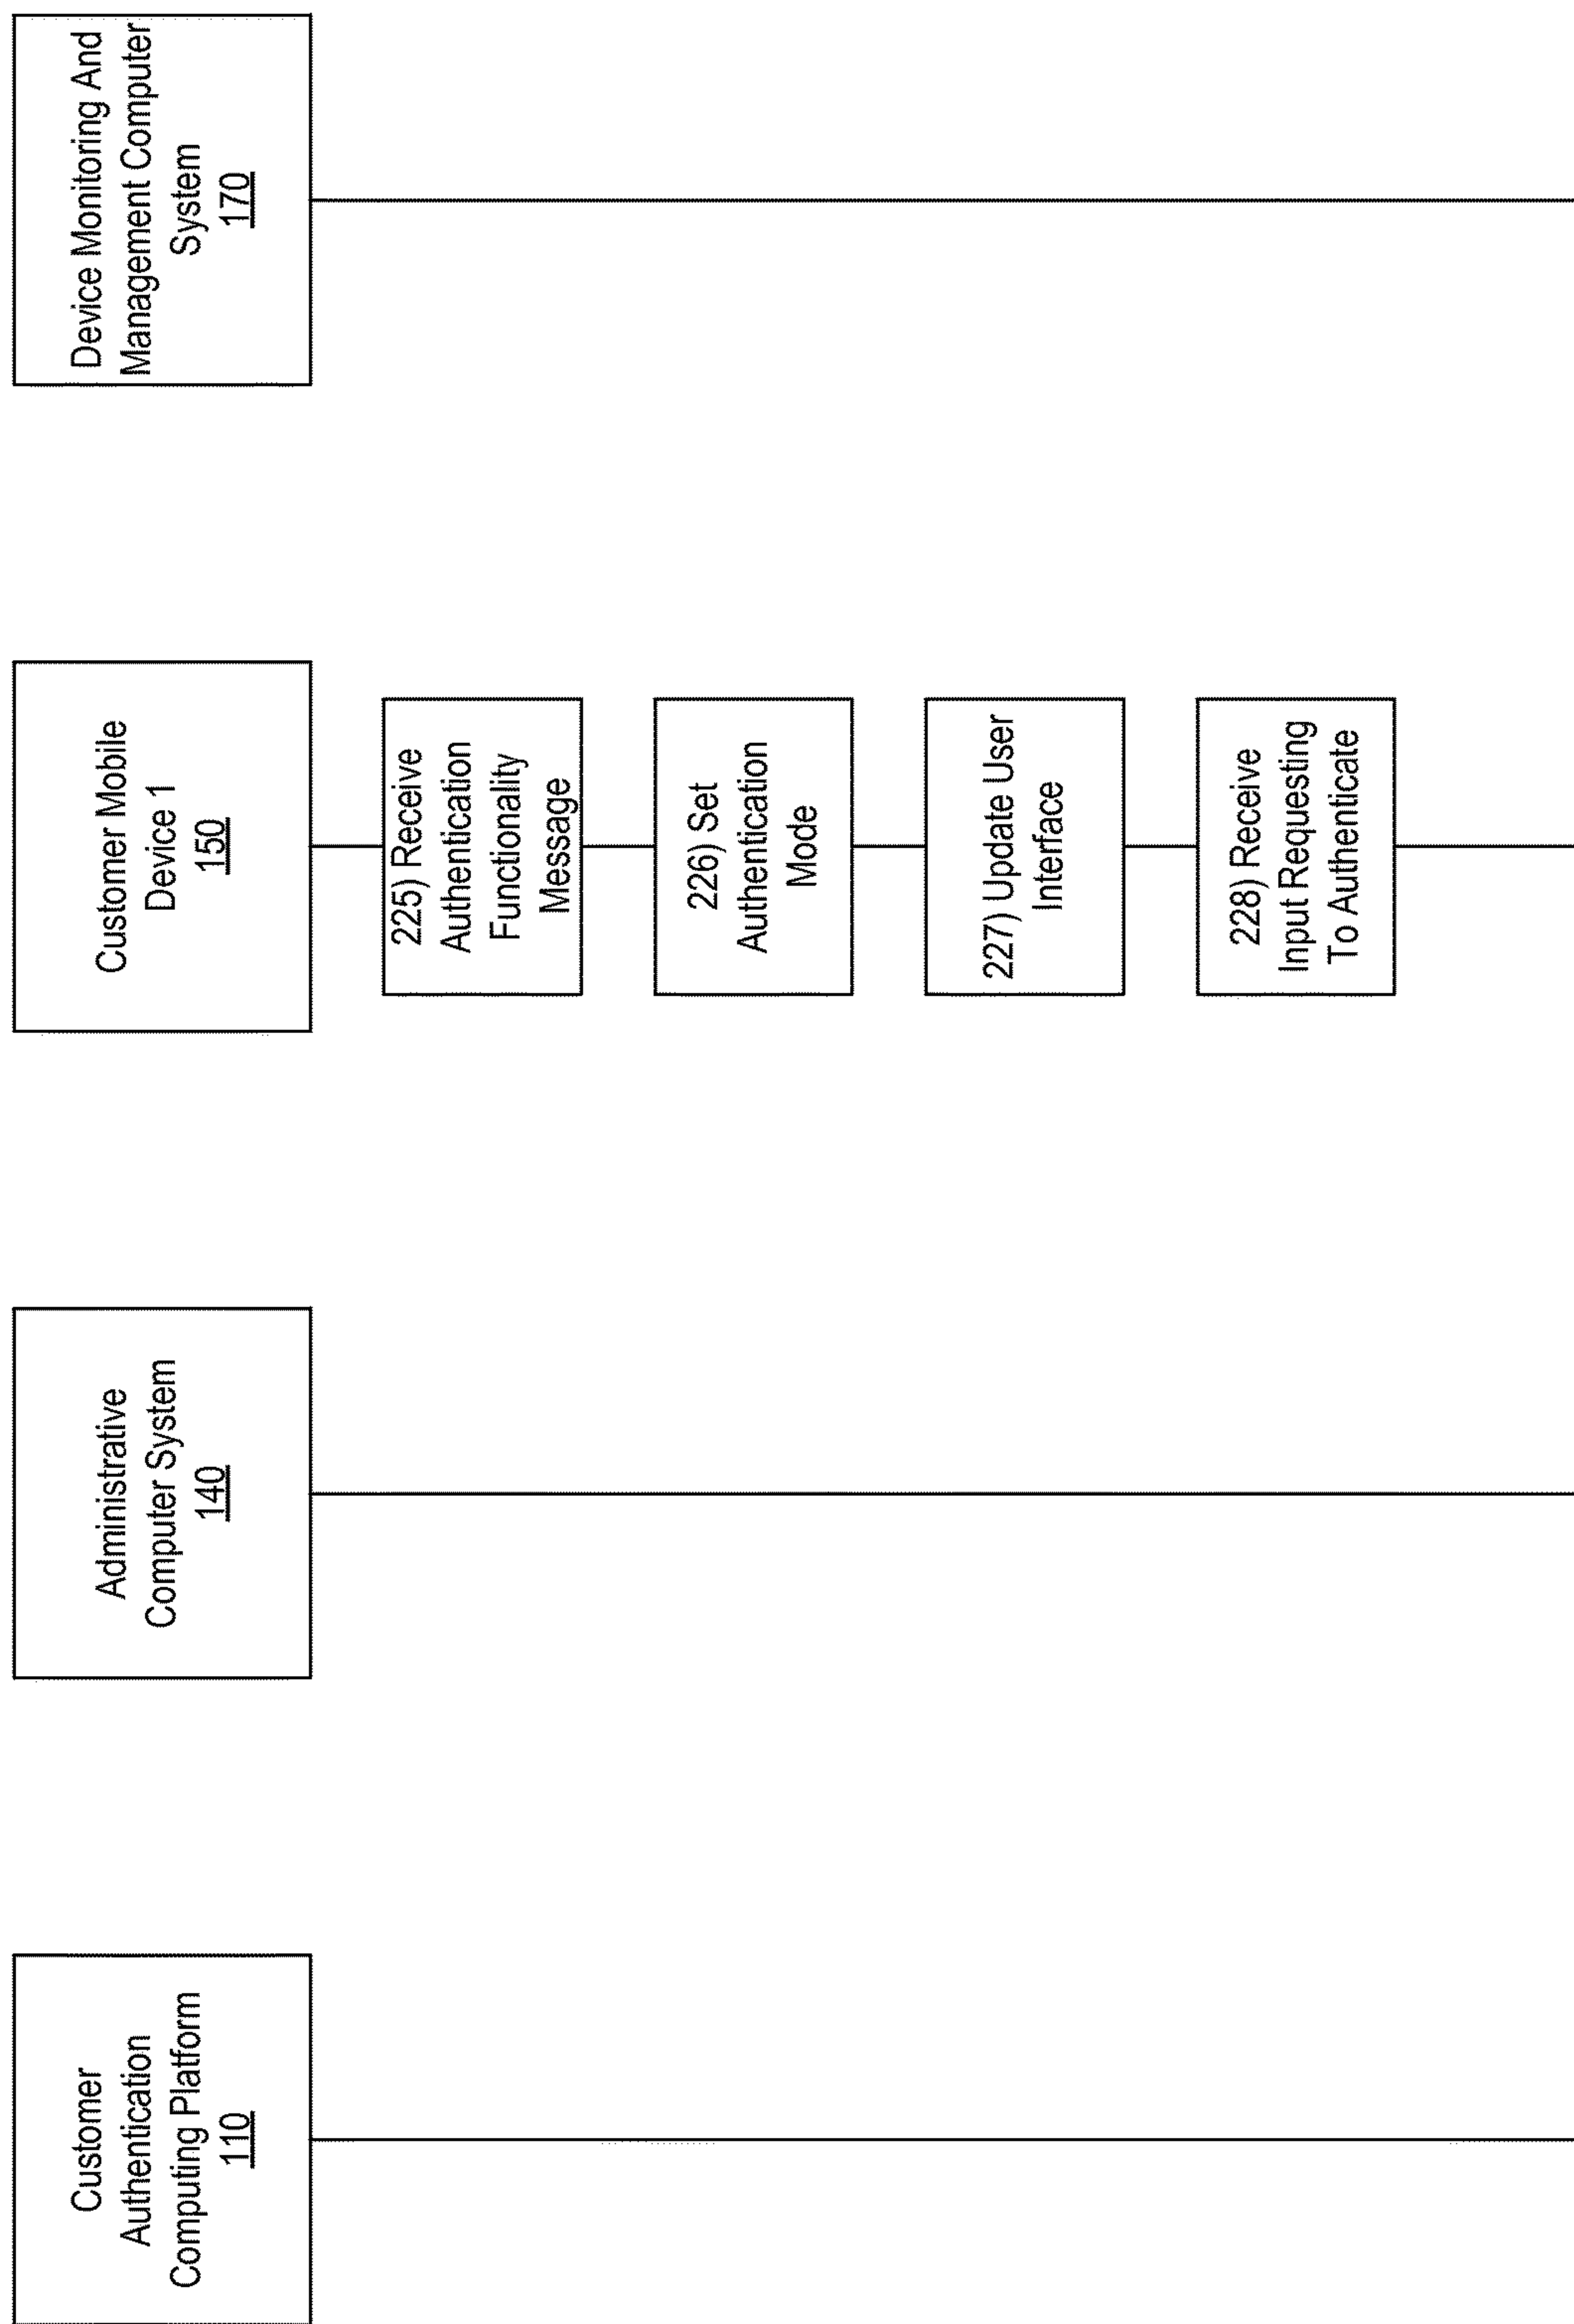 Customer
Authentication
Computing Platform
110
Administrative
Computer System
140
Customer Mobile
Device 1
150
Device Monitoring And
Management Computer
System
170
225) Receive
Authentication
Functionality
Message
226) Set
Authentication
Mode
227) Update User
Interface
228) Receive
Input Requesting
To Authenticate